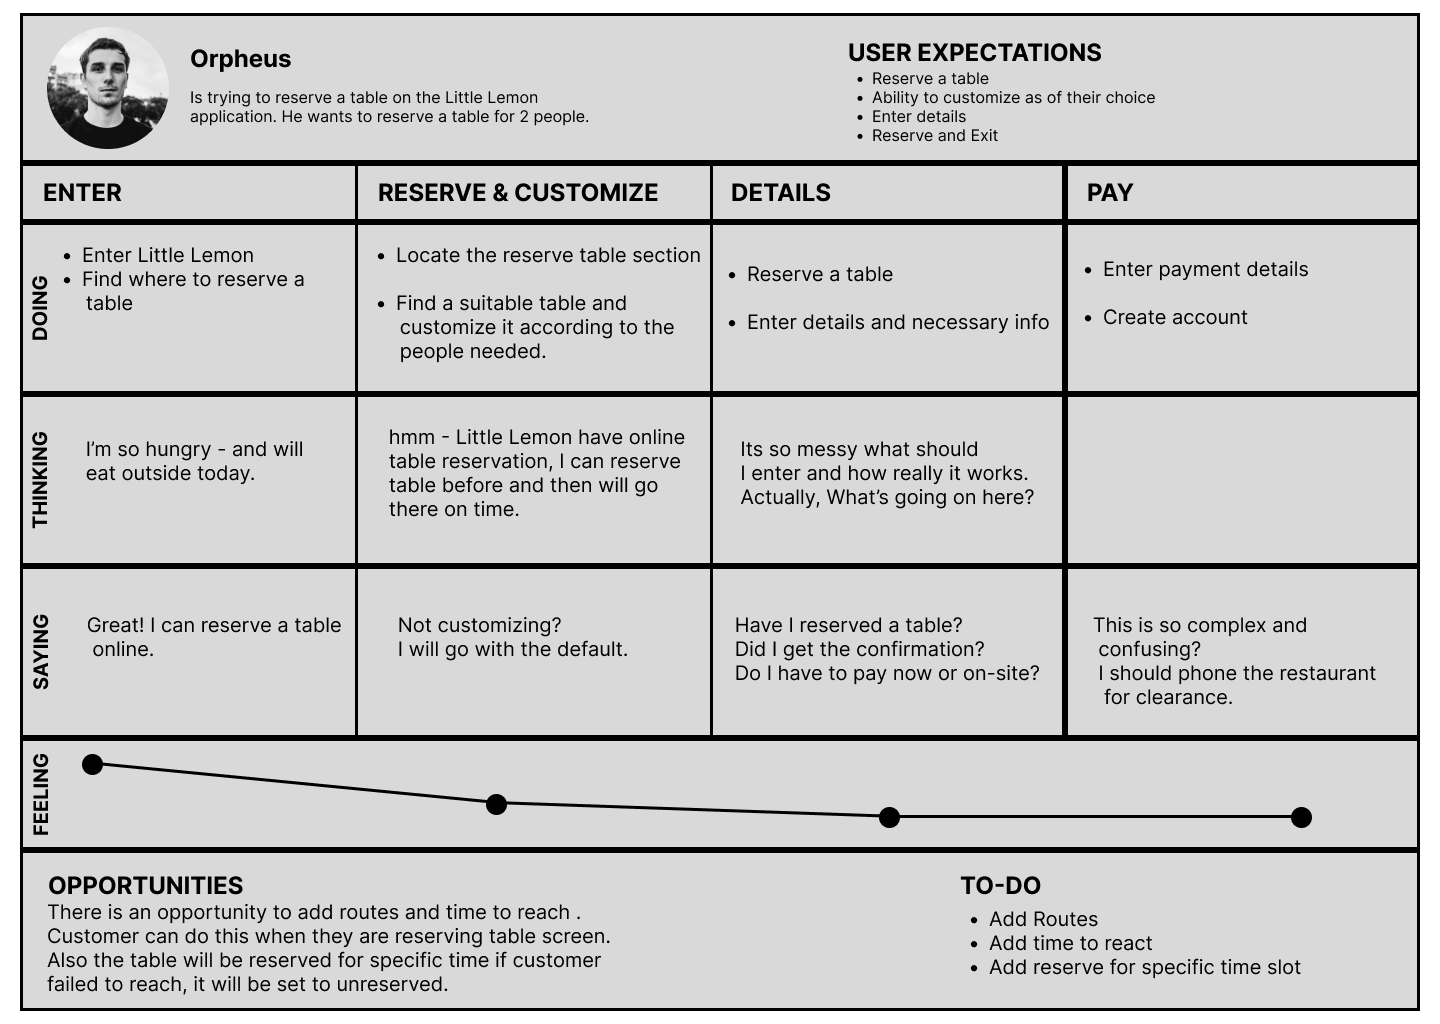 Orpheus
Is trying to reserve a table on the Little Lemon
application. He wants to reserve a table for 2 people.
USER EXPECTATIONS
• Reserve a table
• Ability to customize as of their choice
• Enter details
• Reserve and Exit
ENTER
RESERVE & CUSTOMIZE
DETAILS
PAY
DOING
• Enter Little Lemon
• Find where to reserve a
table
• Locate the reserve table section
• Find a suitable table and
customize it according to the
people needed.
• Reserve a table
• Enter details and necessary info
• Enter payment details
• Create account
THINKING
I’m so hungry - and will
eat outside today.
hmm - Little Lemon have online
table reservation, I can reserve
table before and then will go
there on time.
Its so messy what should
I enter and how really it works.
Actually, What’s going on here?
SAYING
Great! I can reserve a table
online.
Not customizing?
I will go with the default.
Have I reserved a table?
Did I get the confirmation?
Do I have to pay now or on-site?
This is so complex and
confusing?
I should phone the restaurant
for clearance.
FEELING
OPPORTUNITIES
There is an opportunity to add routes and time to reach .
Customer can do this when they are reserving table screen.
Also the table will be reserved for specific time if customer
failed to reach, it will be set to unreserved.
TO-DO
• Add Routes
• Add time to react
• Add reserve for specific time slot